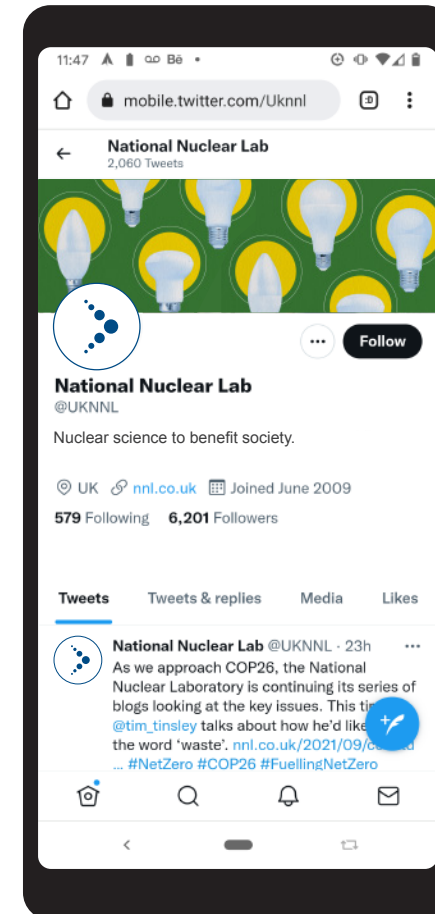 11:47 Bē
mobile.twitter.com/Uknnl :D
National Nuclear Lab
2,060 Tweets
Follow
National Nuclear Lab
@UKNNL
Nuclear science to benefit society.
UK nnl.co.uk Joined June 2009
579 Following 6,201 Followers
Tweets Tweets & replies Media Likes
National Nuclear Lab @UKNNL · 23h
As we approach COP26, the National
Nuclear Laboratory is continuing its series of
blogs looking at the key issues. This
@tim_tinsley talks about how he'd like
the word ‘waste’. nnl.co.uk/2021/09/
... #NetZero #COP26 #FuellingNetZero